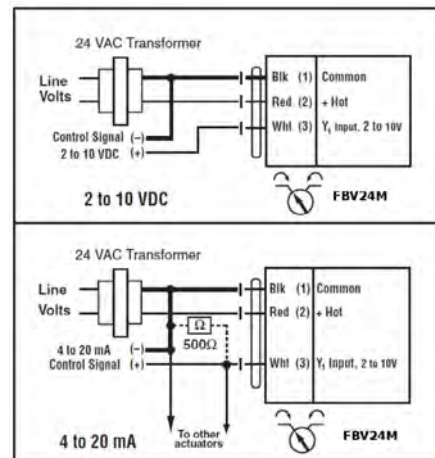 24 VAC Transformer
Line
Volts
Blk (1) Common
Red (2) + Hot
Wht (3) Y₁ Input, 2 to 10V
Control Signal (–)
2 to 10 VDC (+)
2 to 10 VDC
FBV24M
24 VAC Transformer
Line
Volts
Blk (1) Common
Red (2) + Hot
Ω
500Ω
4 to 20 mA (–)
Control Signal (+)
Wht (3) Y₁ Input, 2 to 10V
To other
actuators
4 to 20 mA
FBV24M